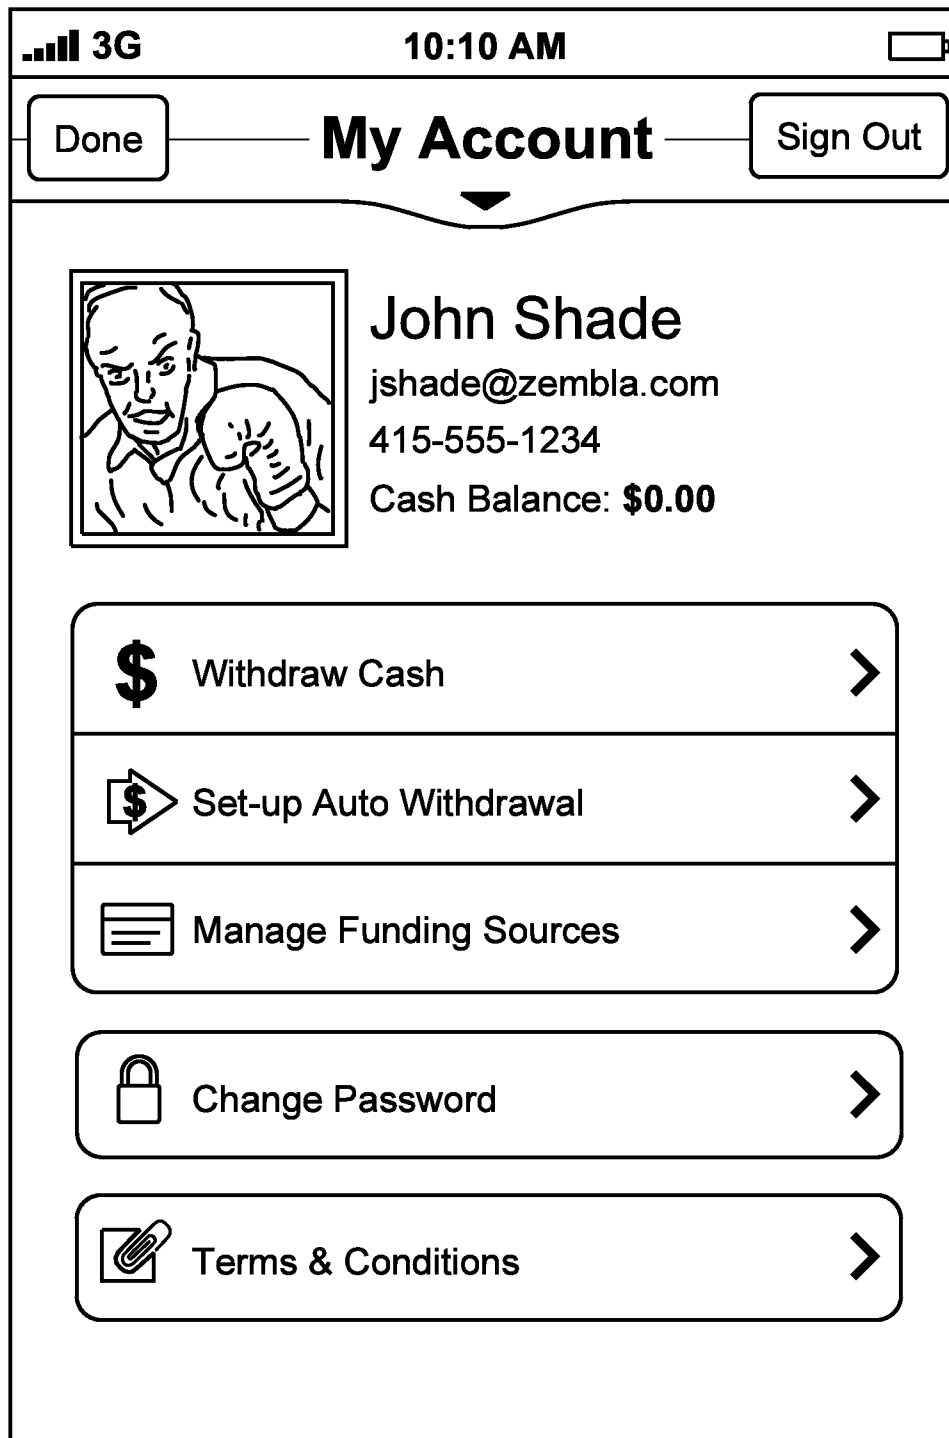 3G 10:10 AM
Done My Account Sign Out
John Shade
jshade@zembla.com
415-555-1234
Cash Balance: $0.00
$ Withdraw Cash
$ Set-up Auto Withdrawal
Manage Funding Sources
Change Password
Terms & Conditions